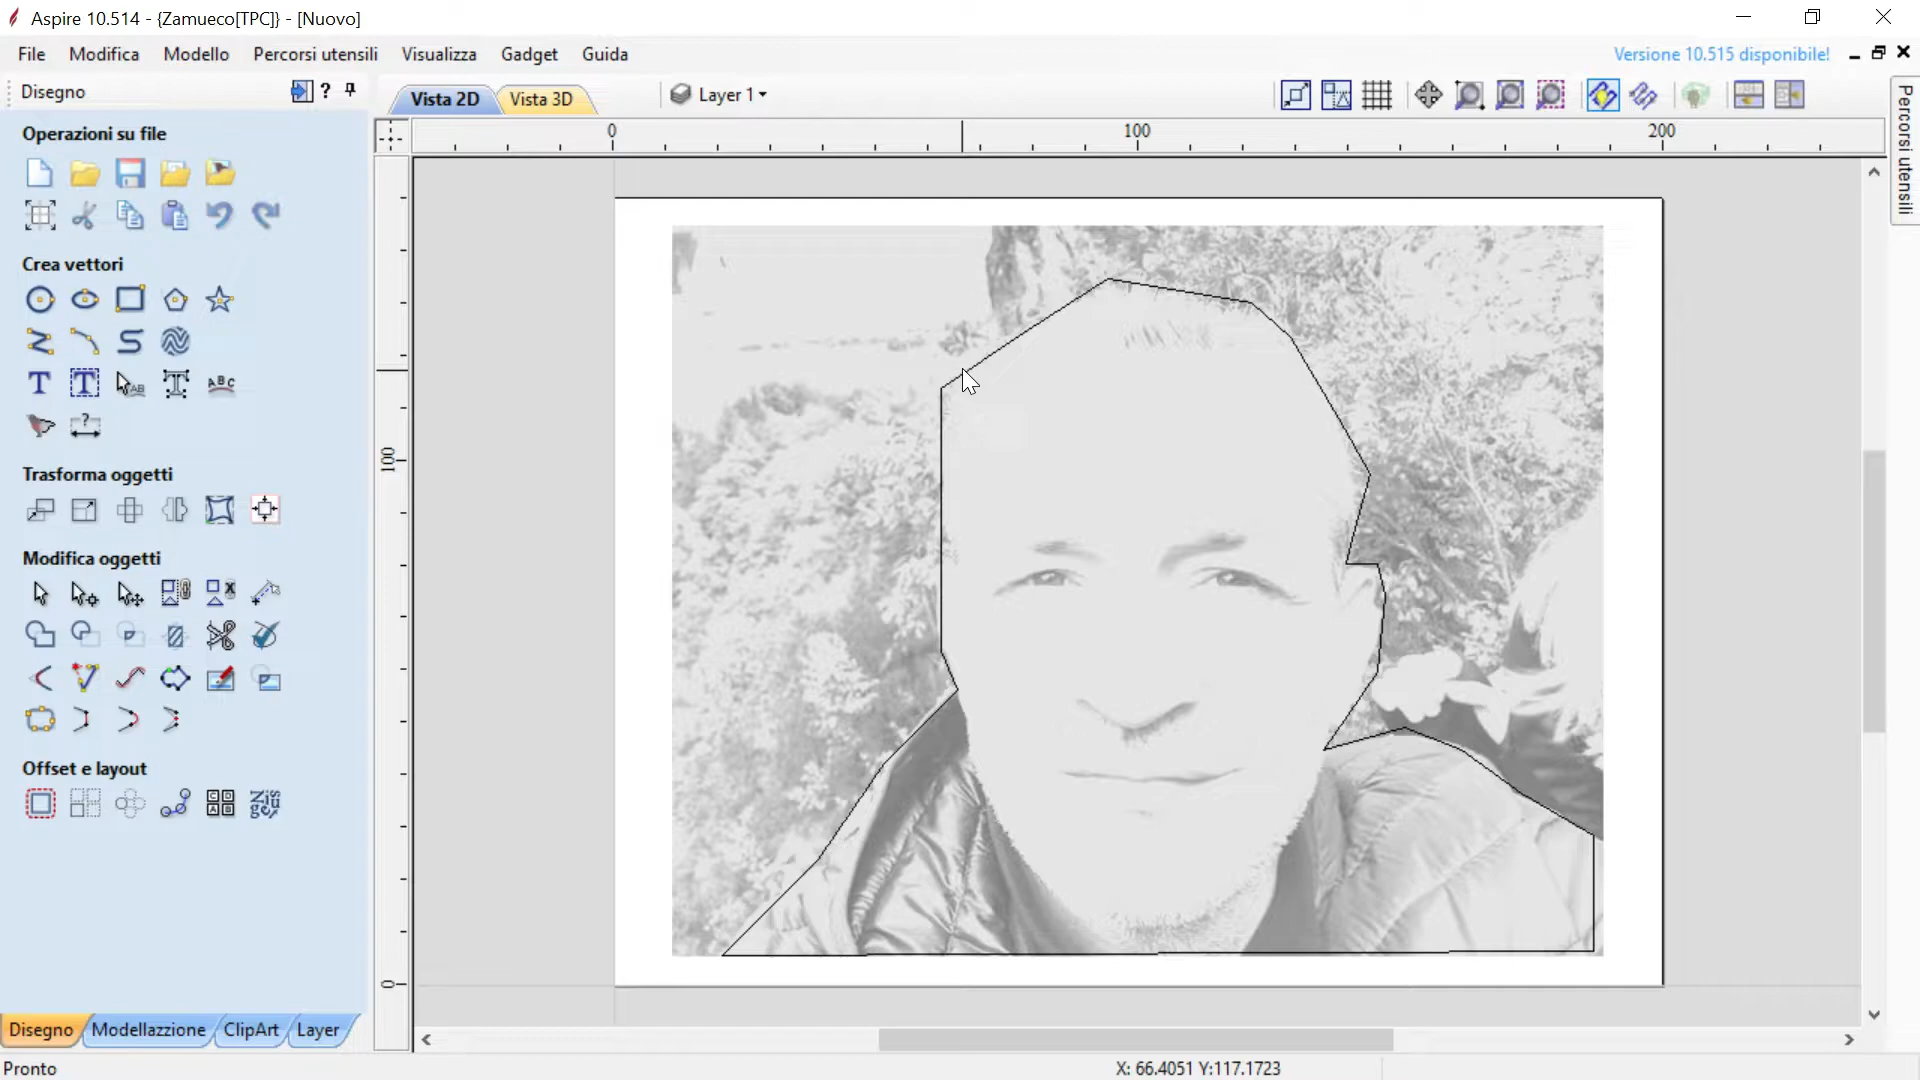 Aspire 10.514 - {Zamueco[TPC]} - [Nuovo]
File Modifica Modello Percorsi utensili Visualizza Gadget Guida
Versione 10.515 disponibile!
Disegno
Vista 2D Vista 3D
Layer 1
Percorsi utensili
0 100 200
100
0
Operazioni su file
Crea vettori
Trasforma oggetti
Modifica oggetti
Offset e layout
Disegno Modellazzione ClipArt Layer
Pronto
X: 66.4051 Y:117.1723